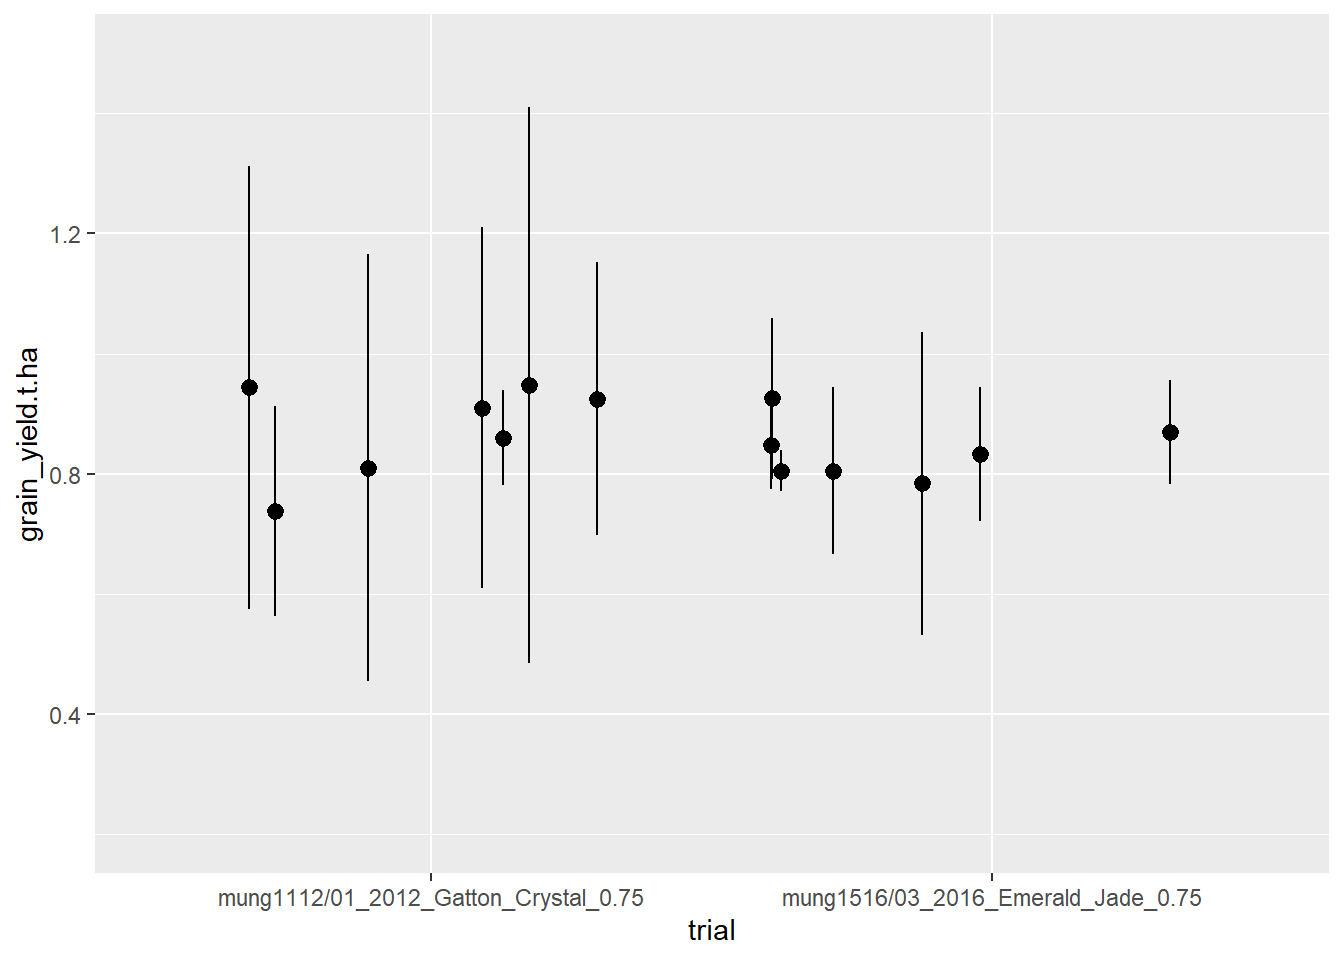 grain_yield.t.ha
1.2
0.8
0.4
mung1112/01_2012_Gatton_Crystal_0.75
mung1516/03_2016_Emerald_Jade_0.75
trial